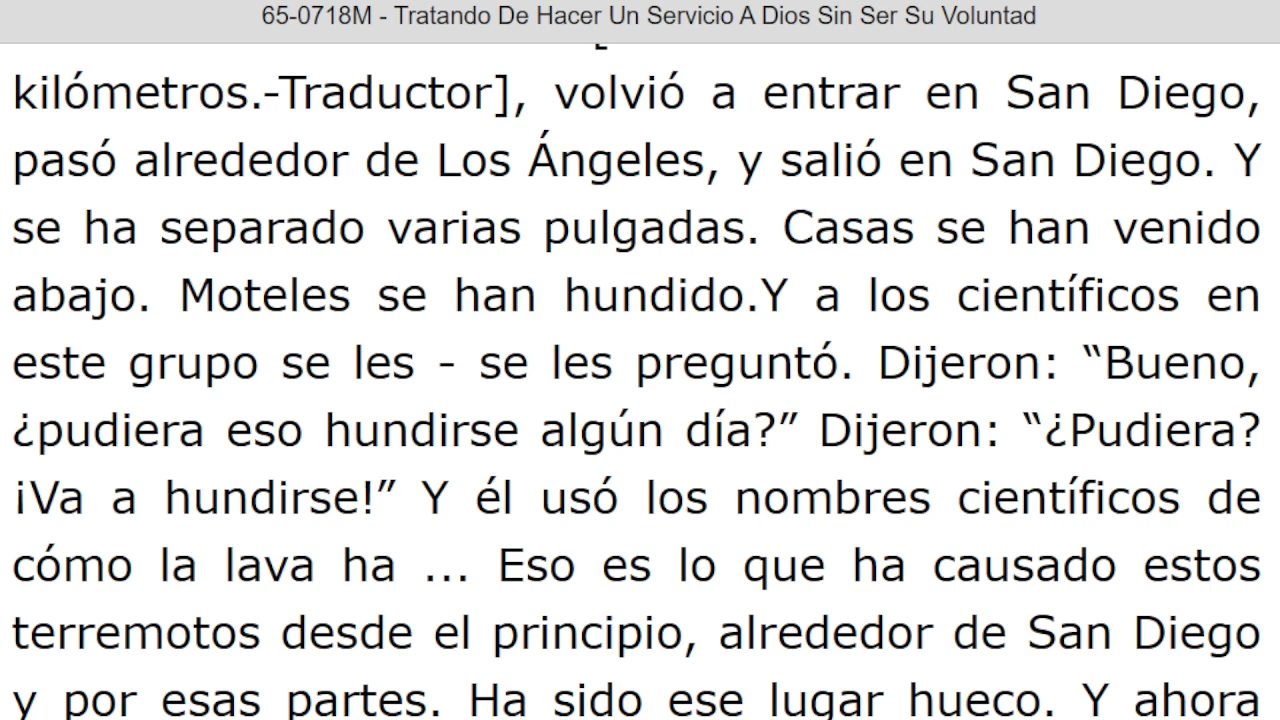 65-0718M - Tratando De Hacer Un Servicio A Dios Sin Ser Su Voluntad
kilómetros.-Traductor], volvió a entrar en San Diego,
pasó alrededor de Los Ángeles, y salió en San Diego. Y
se ha separado varias pulgadas. Casas se han venido
abajo. Moteles se han hundido.Y a los científicos en
este grupo se les - se les preguntó. Dijeron: “Bueno,
¿pudiera eso hundirse algún día?” Dijeron: “¿Pudiera?
¡Va a hundirse!” Y él usó los nombres científicos de
cómo la lava ha ... Eso es lo que ha causado estos
terremotos desde el principio, alrededor de San Diego
y por esas partes. Ha sido ese lugar hueco. Y ahora